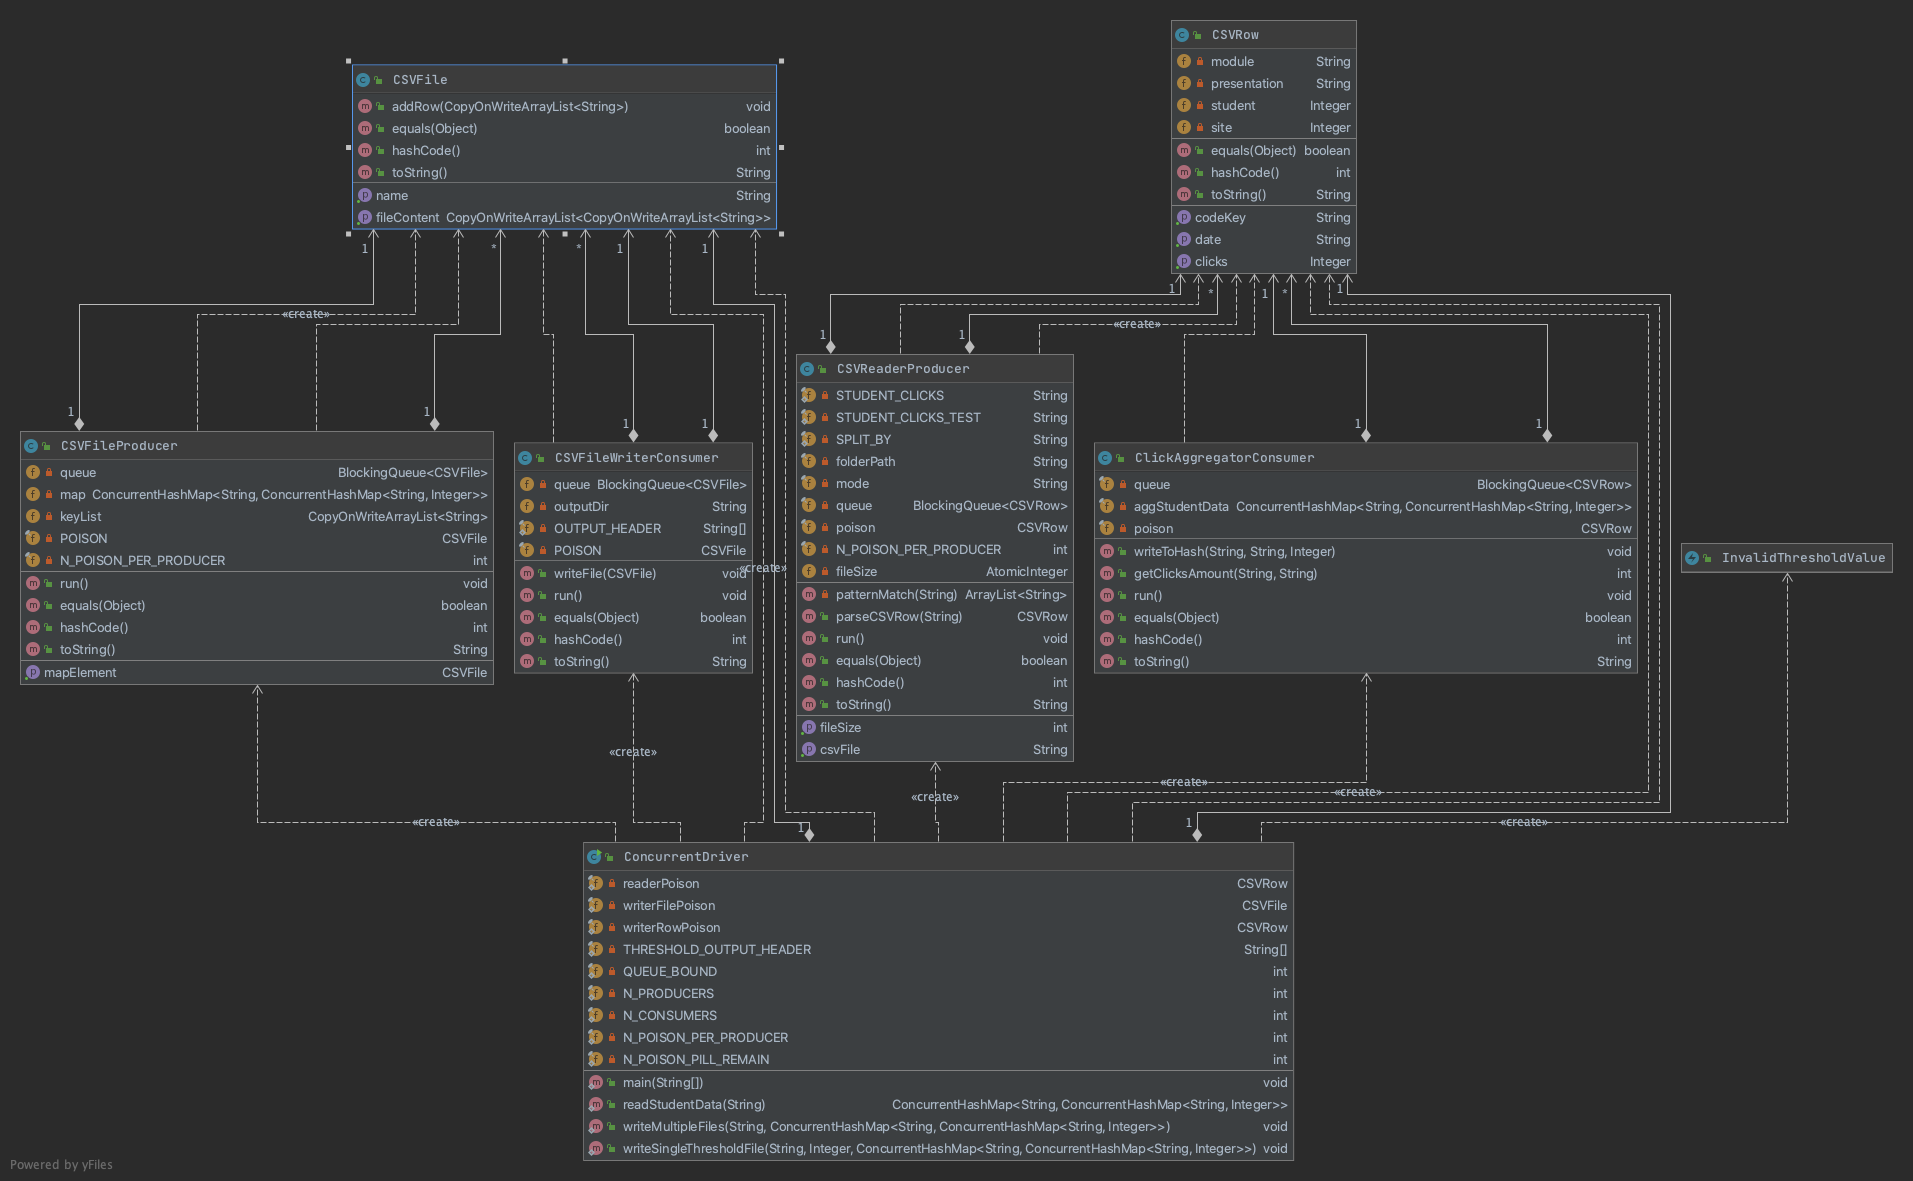 CSVRow
module String
presentation String
student Integer
site Integer
equals(Object) boolean
hashCode() int
toString() String
codeKey String
date String
clicks Integer
CSVFile
addRow(CopyOnWriteArrayList<String>) void
equals(Object) boolean
hashCode() int
toString() String
name String
fileContent CopyOnWriteArrayList<CopyOnWriteArrayList<String>>
1 * * 1 1
1 * 1 * 1
«create»
«create»
1 1
1 1 1 1 1 1
CSVFileProducer
queue BlockingQueue<CSVFile>
map ConcurrentHashMap<String, ConcurrentHashMap<String, Integer>>
keyList CopyOnWriteArrayList<String>
POISON CSVFile
N_POISON_PER_PRODUCER int
run() void
equals(Object) boolean
hashCode() int
toString() String
mapElement CSVFile
CSVFileWriterConsumer
queue BlockingQueue<CSVFile>
outputDir String
OUTPUT_HEADER String[]
POISON CSVFile
writeFile(CSVFile) void
run() void
equals(Object) boolean
hashCode() int
toString() String
«create»
CSVReaderProducer
STUDENT_CLICKS String
STUDENT_CLICKS_TEST String
SPLIT_BY String
folderPath String
mode String
queue BlockingQueue<CSVRow>
poison CSVRow
N_POISON_PER_PRODUCER int
fileSize AtomicInteger
patternMatch(String) ArrayList<String>
parseCSVRow(String) CSVRow
run() void
equals(Object) boolean
hashCode() int
toString() String
fileSize int
csvFile String
ClickAggregatorConsumer
queue BlockingQueue<CSVRow>
aggStudentData ConcurrentHashMap<String, ConcurrentHashMap<String, Integer>>
poison CSVRow
writeToHash(String, String, Integer) void
getClicksAmount(String, String) int
run() void
equals(Object) boolean
hashCode() int
toString() String
InvalidThresholdValue
«create»
«create»
«create»
«create»
«create»
«create»
1 1
ConcurrentDriver
readerPoison CSVRow
writerFilePoison CSVFile
writerRowPoison CSVRow
THRESHOLD_OUTPUT_HEADER String[]
QUEUE_BOUND int
N_PRODUCERS int
N_CONSUMERS int
N_POISON_PER_PRODUCER int
N_POISON_PILL_REMAIN int
main(String[]) void
readStudentData(String) ConcurrentHashMap<String, ConcurrentHashMap<String, Integer>>
writeMultipleFiles(String, ConcurrentHashMap<String, ConcurrentHashMap<String, Integer>>) void
writeSingleThresholdFile(String, Integer, ConcurrentHashMap<String, ConcurrentHashMap<String, Integer>>) void
Powered by yFiles